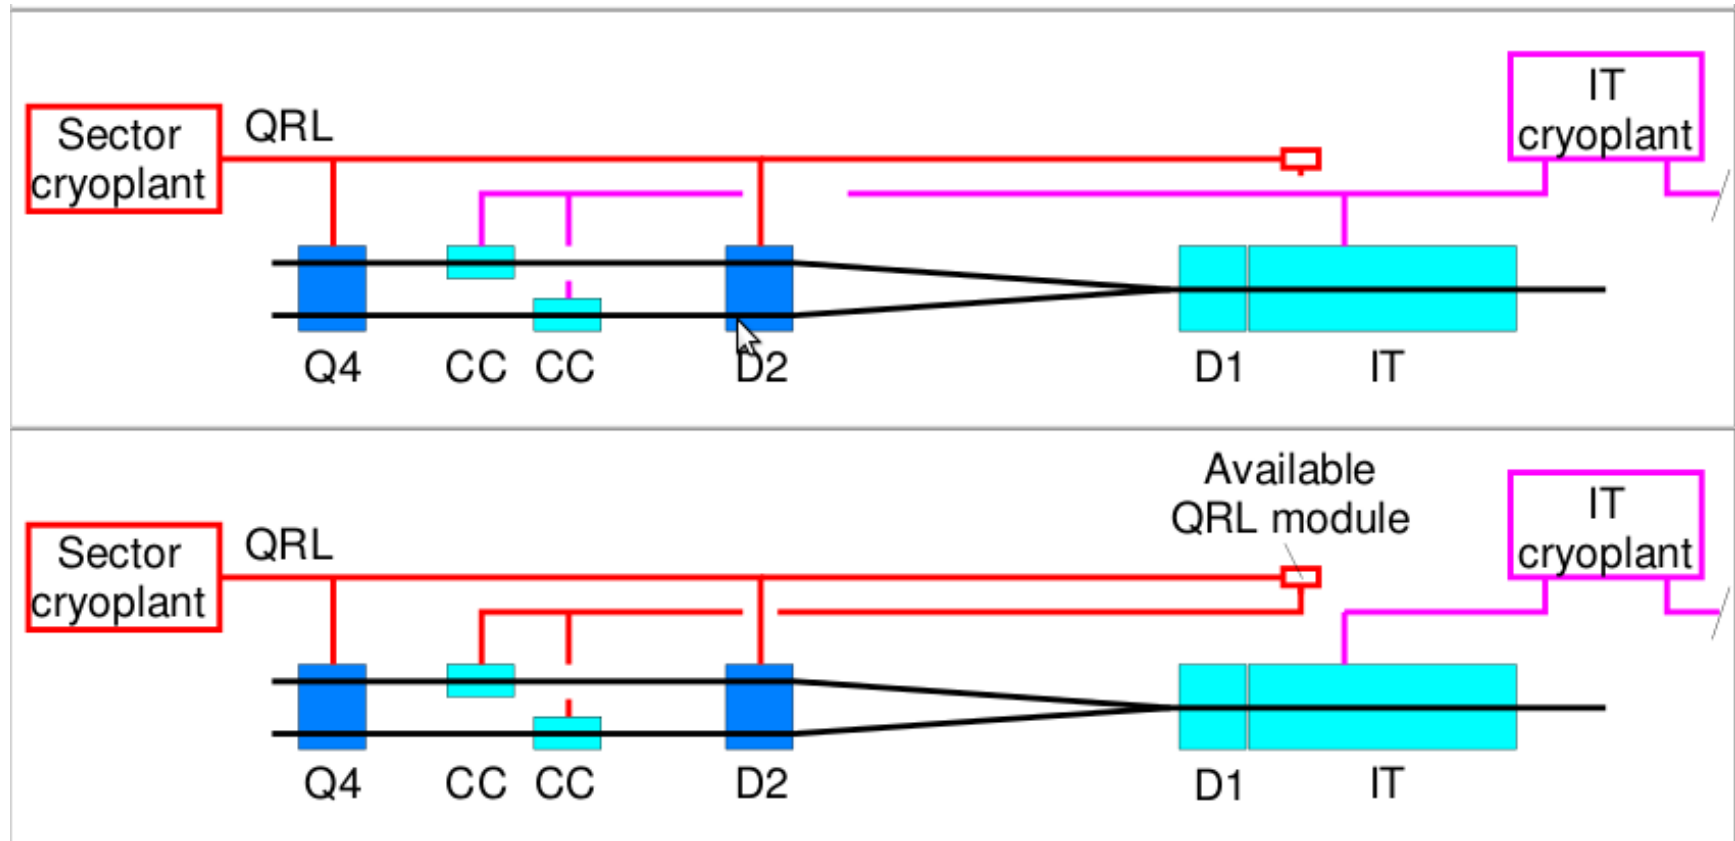 IT
cryoplant
Sector
cryoplant
QRL
Q4
CC
CC
D2
D1
IT
Available
QRL module
IT
cryoplant
Sector
cryoplant
QRL
Q4
CC
CC
D2
D1
IT